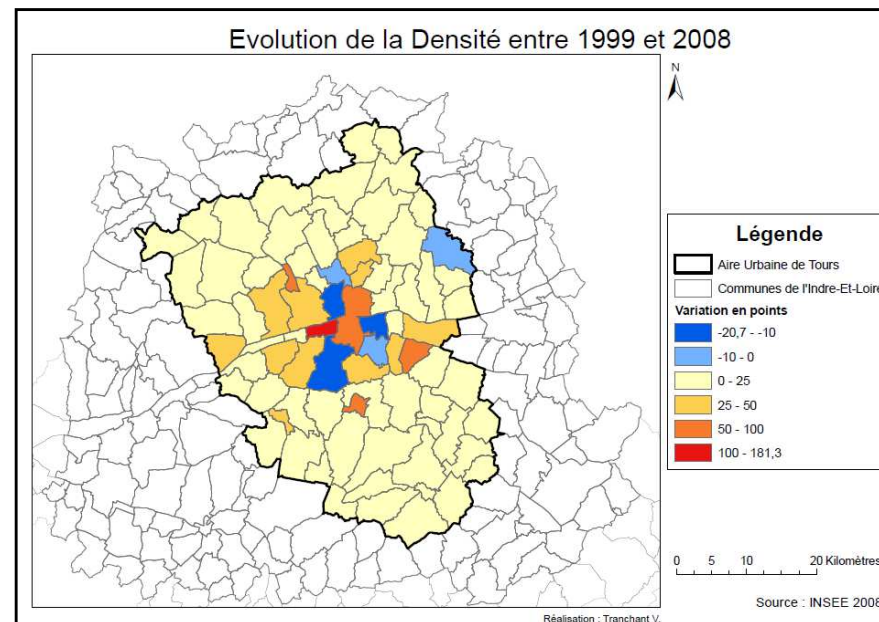 Evolution de la Densité entre 1999 et 2008
N
Légende
Aire Urbaine de Tours
Communes de l'Indre-Et-Loire
Variation en points
-20,7 - -10
-10 - 0
0 - 25
25 - 50
50 - 100
100 - 181,3
0 5 10 20 Kilomètres
Source : INSEE 2008
Réalisation : Tranchant V.